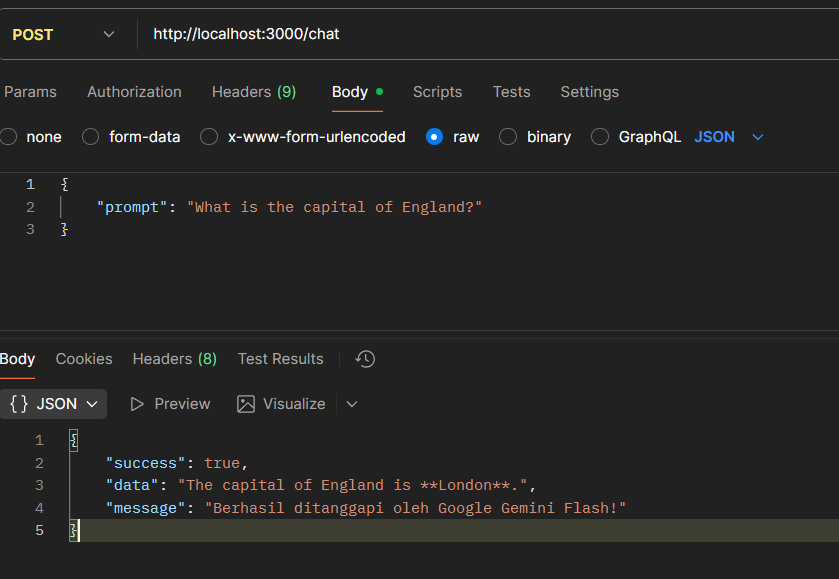 POST http://localhost:3000/chat
Params Authorization Headers (9) Body Scripts Tests Settings
none form-data x-www-form-urlencoded raw binary GraphQL JSON
1 {
2 "prompt": "What is the capital of England?"
3 }
Body Cookies Headers (8) Test Results
{} JSON Preview Visualize
1 {
2 "success": true,
3 "data": "The capital of England is **London**.",
4 "message": "Berhasil ditanggapi oleh Google Gemini Flash!"
5 }